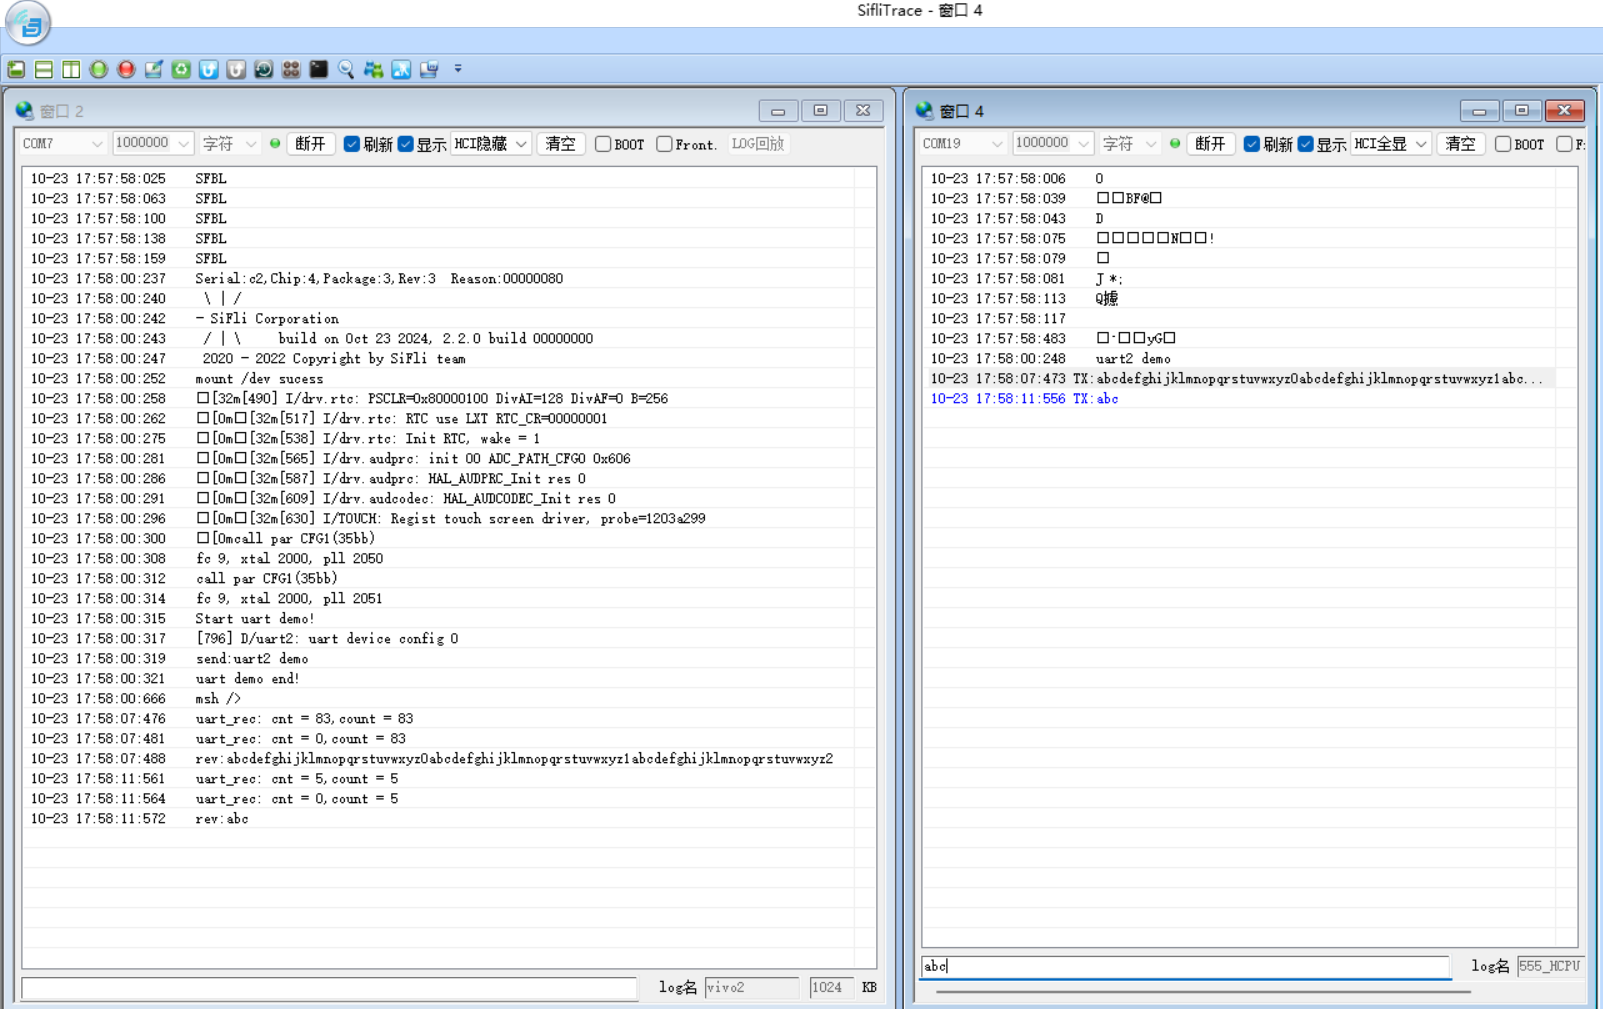 SifliTrace - 窗口 4
窗口 2
COM7 1000000 字符 断开 刷新 显示 HCI隐藏 清空 BOOT Front. LOG回放
10-23 17:57:58:025 SFBL
10-23 17:57:58:063 SFBL
10-23 17:57:58:100 SFBL
10-23 17:57:58:138 SFBL
10-23 17:57:58:159 SFBL
10-23 17:58:00:237 Serial:c2,Chip:4,Package:3,Rev:3 Reason:00000080
10-23 17:58:00:240 \ | /
10-23 17:58:00:242 - SiFli Corporation
10-23 17:58:00:243 / | \ build on Oct 23 2024, 2.2.0 build 00000000
10-23 17:58:00:247 2020 - 2022 Copyright by SiFli team
10-23 17:58:00:252 mount /dev sucess
10-23 17:58:00:258 □[32m[490] I/drv.rtc: PSCLR=0x80000100 DivAI=128 DivAF=0 B=256
10-23 17:58:00:262 □[0m□[32m[517] I/drv.rtc: RTC use LXT RTC_CR=00000001
10-23 17:58:00:275 □[0m□[32m[538] I/drv.rtc: Init RTC, wake = 1
10-23 17:58:00:281 □[0m□[32m[565] I/drv.audprc: init 00 ADC_PATH_CFG0 0x606
10-23 17:58:00:286 □[0m□[32m[587] I/drv.audprc: HAL_AUDPRC_Init res 0
10-23 17:58:00:291 □[0m□[32m[609] I/drv.audcodec: HAL_AUDCODEC_Init res 0
10-23 17:58:00:296 □[0m□[32m[630] I/TOUCH: Regist touch screen driver, probe=1203a299
10-23 17:58:00:300 □[0mcall par CFG1(35bb)
10-23 17:58:00:308 fc 9, xtal 2000, pll 2050
10-23 17:58:00:312 call par CFG1(35bb)
10-23 17:58:00:314 fc 9, xtal 2000, pll 2051
10-23 17:58:00:315 Start uart demo!
10-23 17:58:00:317 [796] D/uart2: uart device config 0
10-23 17:58:00:319 send:uart2 demo
10-23 17:58:00:321 uart demo end!
10-23 17:58:00:666 msh />
10-23 17:58:07:476 uart_rec: cnt = 83,count = 83
10-23 17:58:07:481 uart_rec: cnt = 0,count = 83
10-23 17:58:07:488 rev:abcdefghijklmnopqrstuvwxyz0abcdefghijklmnopqrstuvwxyz1abcdefghijklmnopqrstuvwxyz2
10-23 17:58:11:561 uart_rec: cnt = 5,count = 5
10-23 17:58:11:564 uart_rec: cnt = 0,count = 5
10-23 17:58:11:572 rev:abc
log名 vivo2 1024 KB
窗口 4
COM19 1000000 字符 断开 刷新 显示 HCI全显 清空 BOOT F:
10-23 17:57:58:006 O
10-23 17:57:58:039 □□BF@□
10-23 17:57:58:043 D
10-23 17:57:58:075 □□□□□N□□!
10-23 17:57:58:079 □
10-23 17:57:58:081 J *;
10-23 17:57:58:113 Q
10-23 17:57:58:117
10-23 17:57:58:483 □·□□yG□
10-23 17:58:00:248 uart2 demo
10-23 17:58:07:473 TX:abcdefghijklmnopqrstuvwxyz0abcdefghijklmnopqrstuvwxyz1abc...
10-23 17:58:11:556 TX:abc
abc
log名 555_HCPU